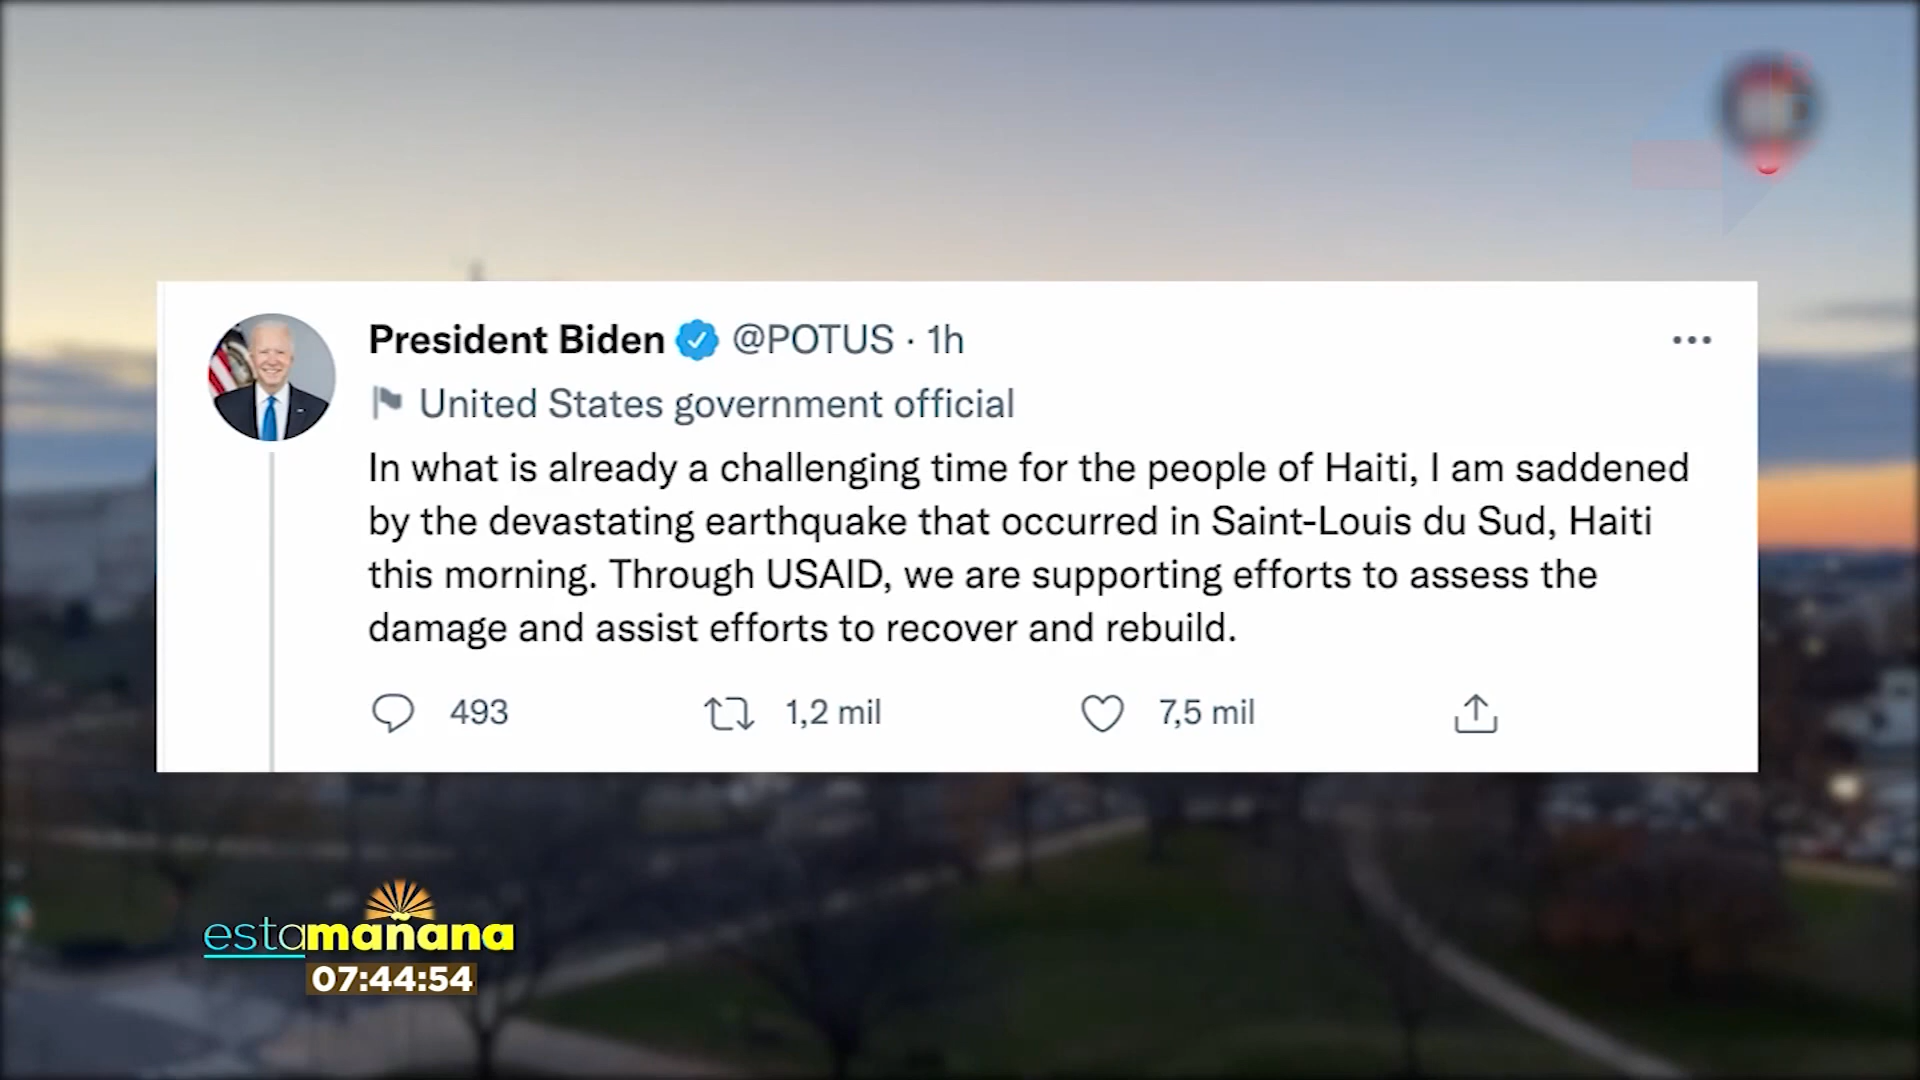 President Biden @POTUS · 1h
United States government official
In what is already a challenging time for the people of Haiti, I am saddened
by the devastating earthquake that occurred in Saint-Louis du Sud, Haiti
this morning. Through USAID, we are supporting efforts to assess the
damage and assist efforts to recover and rebuild.
493 1,2 mil 7,5 mil
estamañana
07:44:54